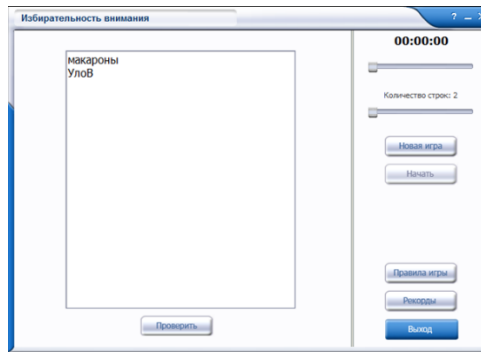 Избирательность внимания
? –
00:00:00
макароны
УлоВ
Количество строк: 2
Новая игра
Начать
Правила игры
Рекорды
Проверить
Выход